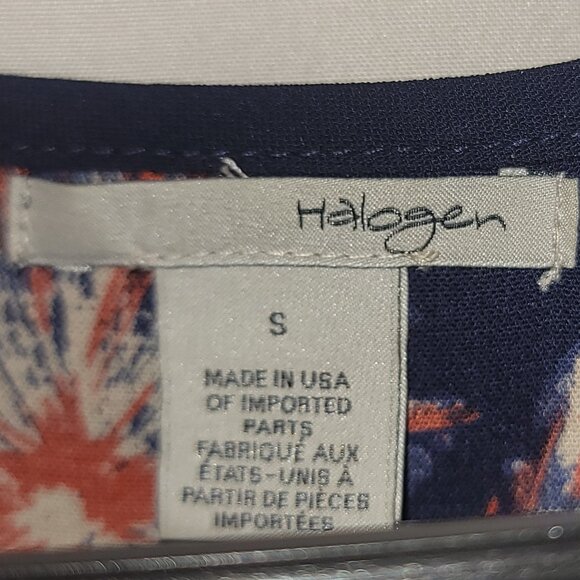 Halogen
S
MADE IN USA
OF IMPORTED
PARTS
FABRIQUÉ AUX
ÉTATS-UNIS À
PARTIR DE PIÈCES
IMPORTÉES